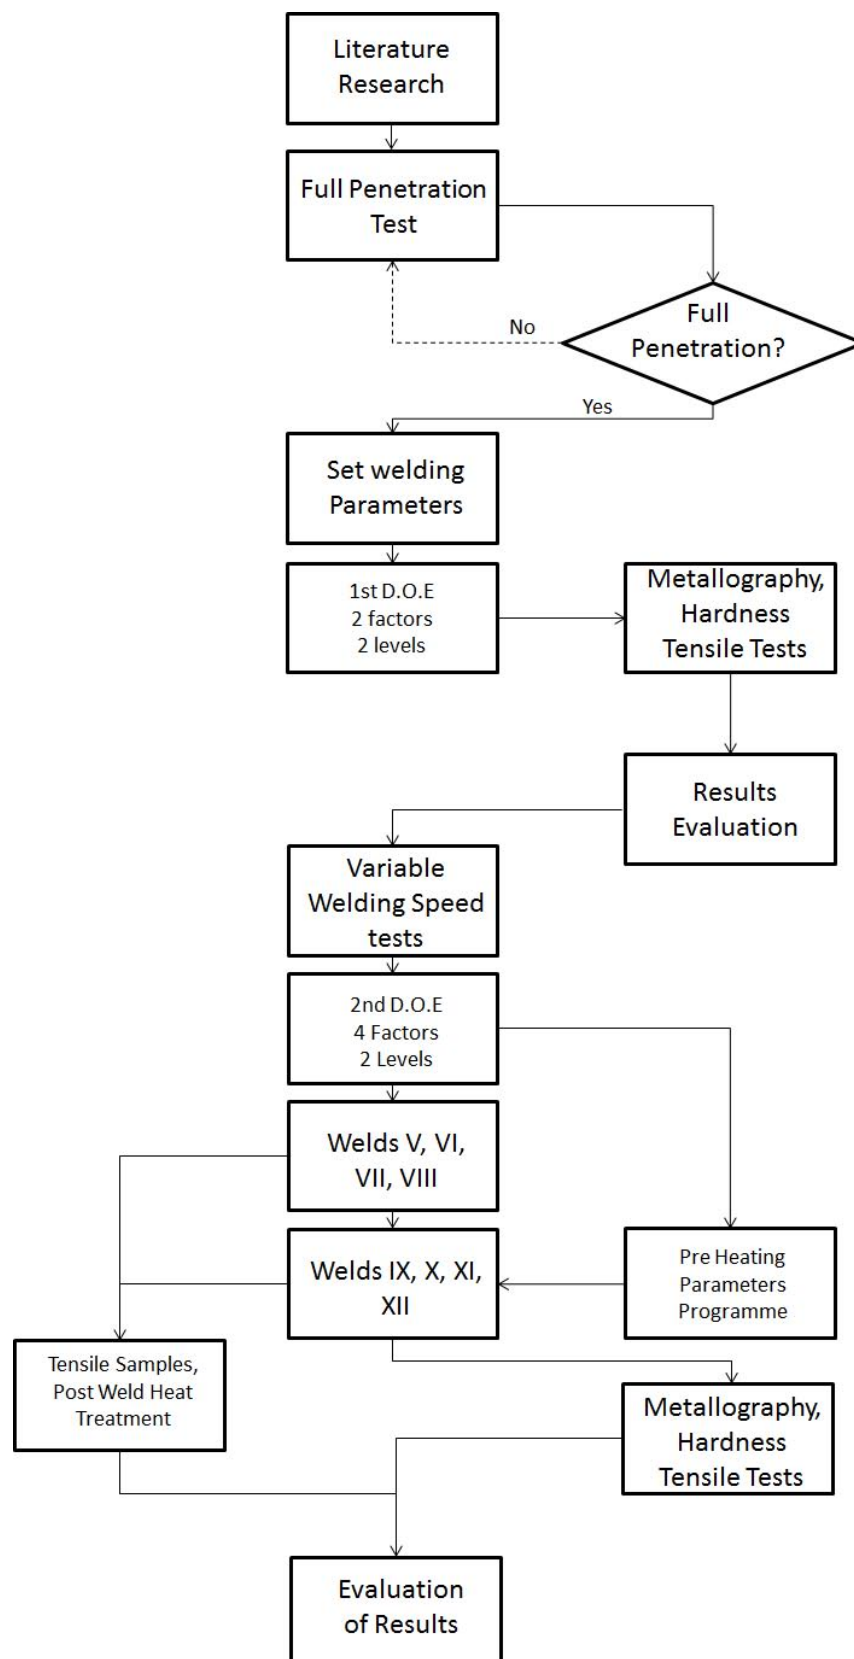 Literature
Research
Full Penetration
Test
Full
Penetration?
No
Yes
Set welding
Parameters
1st D.O.E
2 factors
2 levels
Metallography,
Hardness
Tensile Tests
Results
Evaluation
Variable
Welding Speed
tests
2nd D.O.E
4 Factors
2 Levels
Welds V, VI,
VII, VIII
Welds IX, X, XI,
XII
Pre Heating
Parameters
Programme
Tensile Samples,
Post Weld Heat
Treatment
Metallography,
Hardness
Tensile Tests
Evaluation
of Results